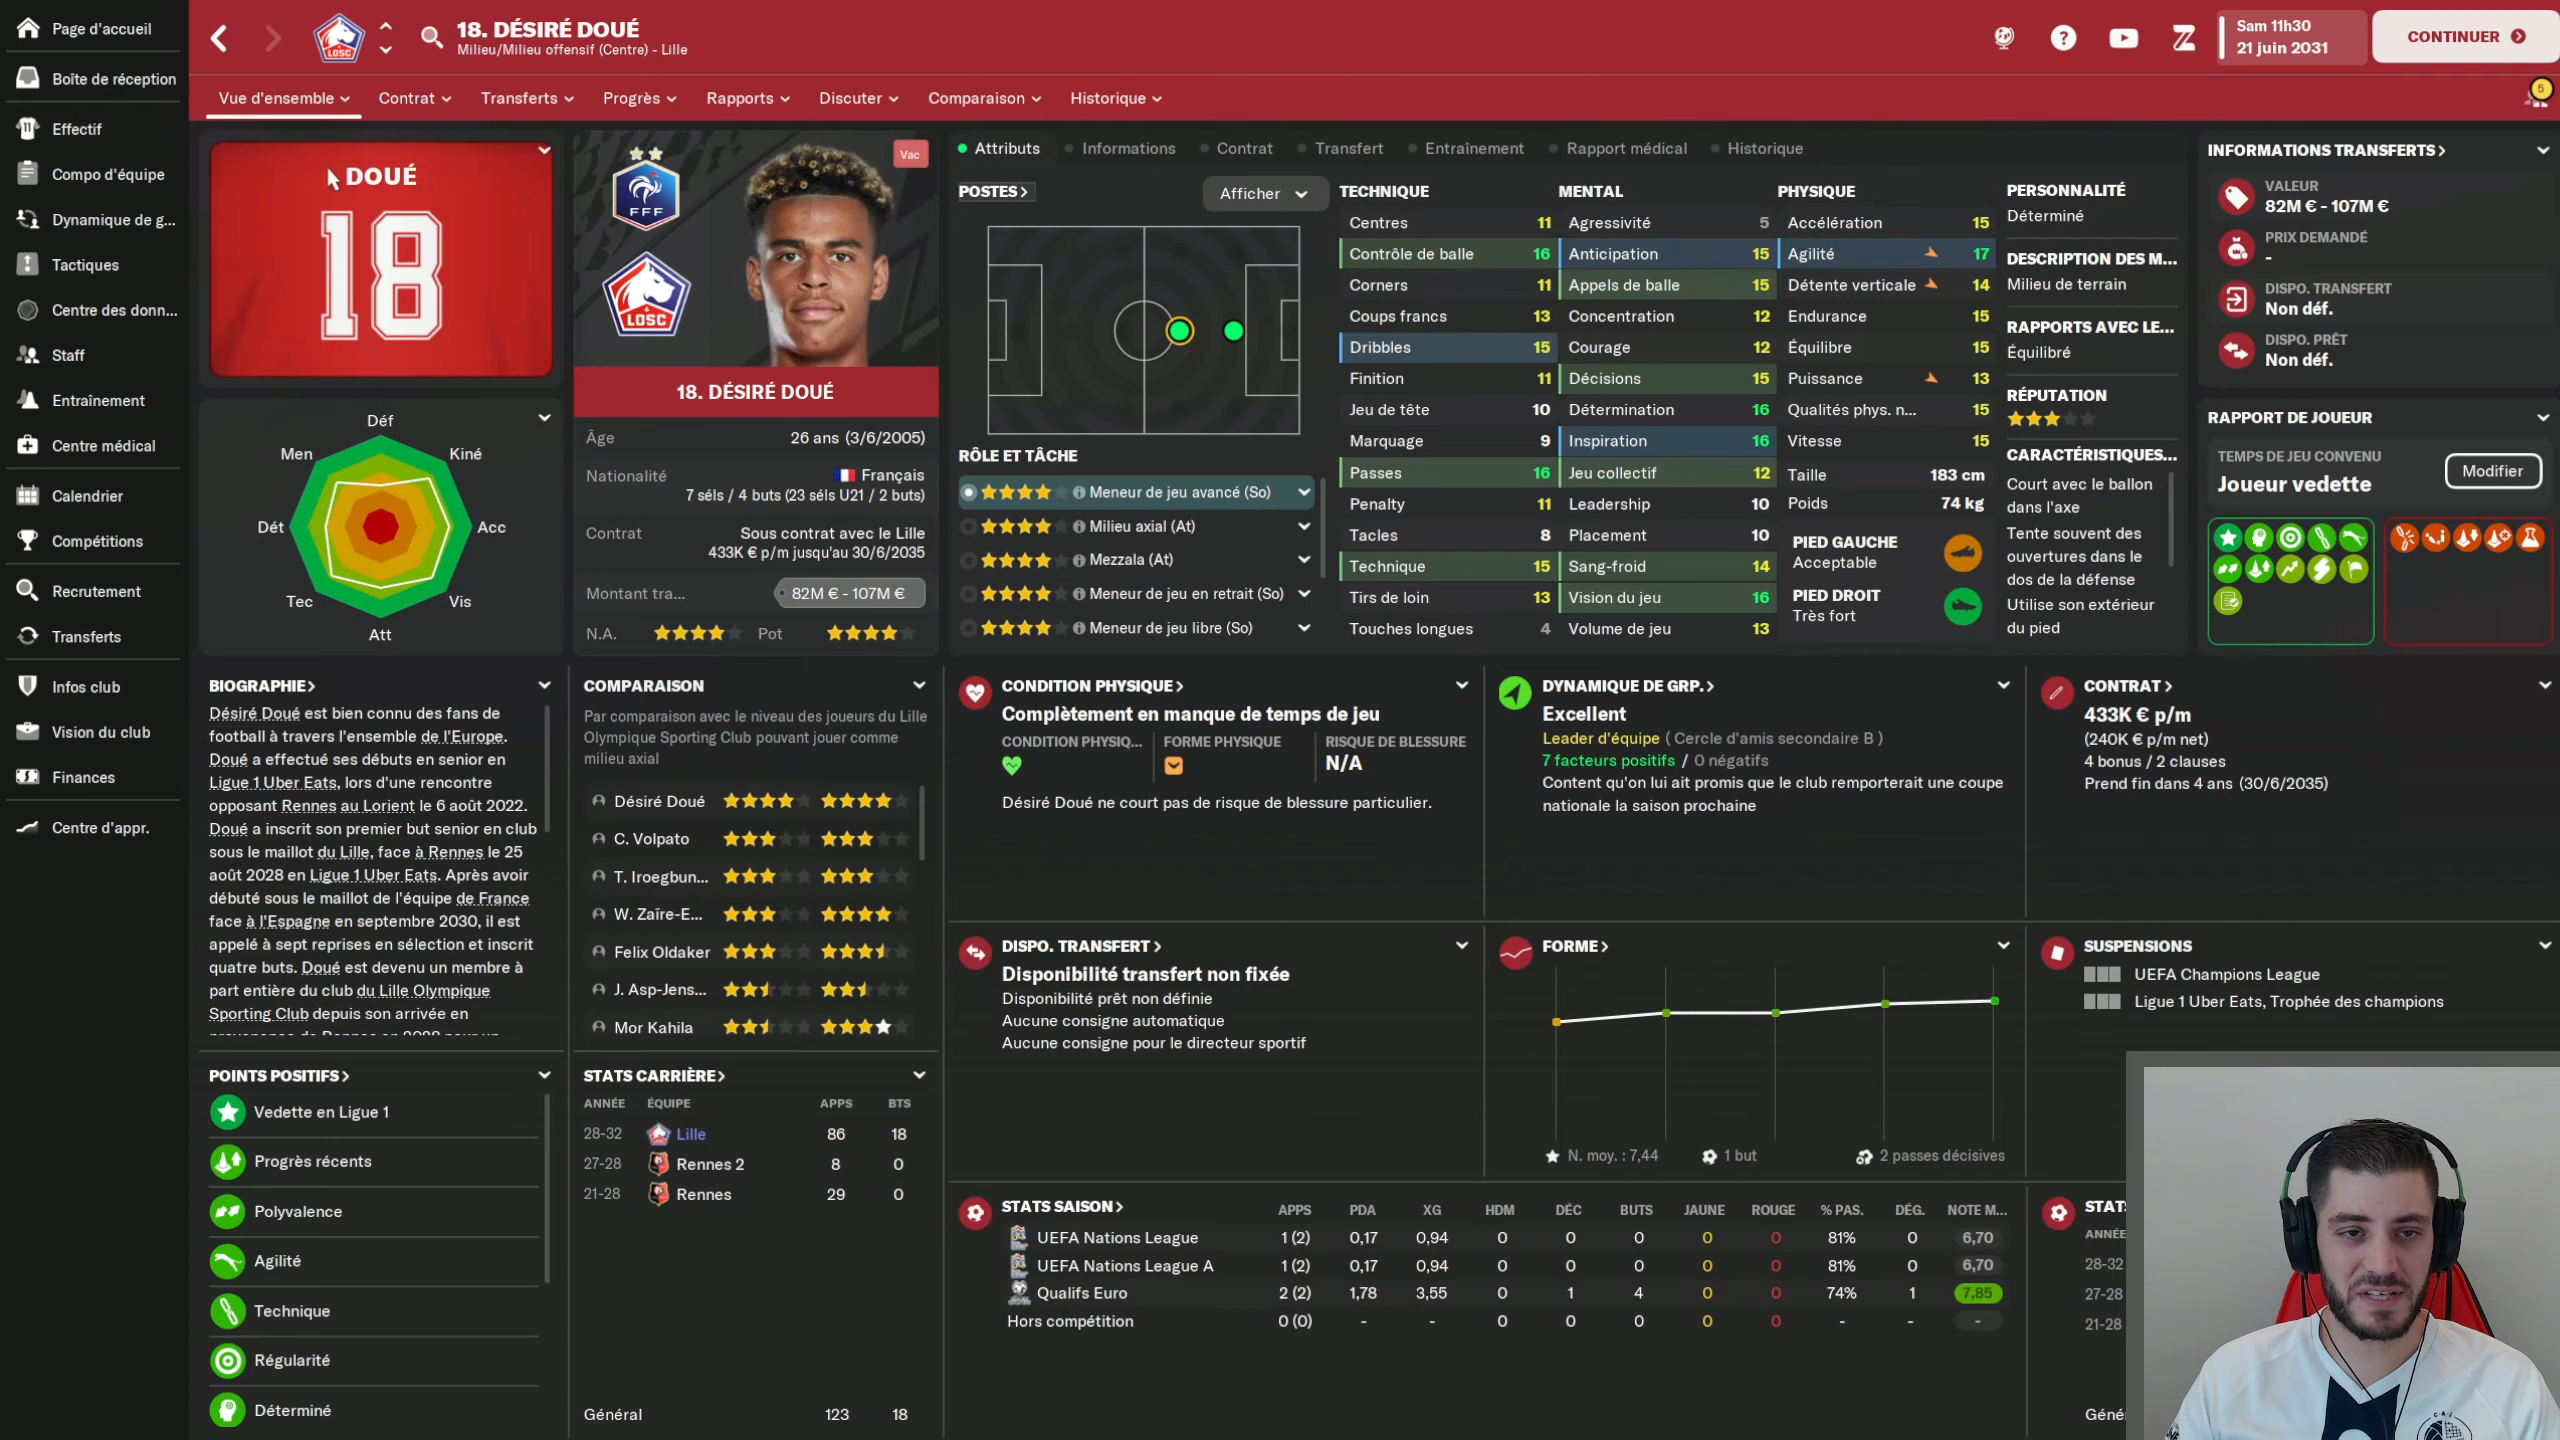 Page d'accueil
Boîte de réception
Effectif
Compo d'équipe
Dynamique de g...
Tactiques
Centre des donn...
Staff
Entraînement
Centre médical
Calendrier
Compétitions
Recrutement
Transferts
Infos club
Vision du club
Finances
Centre d'appr.
LOSC
18. DÉSIRÉ DOUÉ
Milieu/Milieu offensif (Centre) - Lille
?
Sam 11h30
21 juin 2031
CONTINUER
Vue d'ensemble
Contrat
Transferts
Progrès
Rapports
Discuter
Comparaison
Historique
5
DOUÉ
18
Déf
Kiné
Acc
Vis
Att
Tec
Dét
Men
FFF
LOSC
Vac
18. DÉSIRÉ DOUÉ
Âge 26 ans (3/6/2005)
Nationalité Français
7 séls / 4 buts (23 séls U21 / 2 buts)
Contrat Sous contrat avec le Lille
433K € p/m jusqu'au 30/6/2035
Montant tra... 82M € - 107M €
N.A. Pot
Attributs
Informations
Contrat
Transfert
Entraînement
Rapport médical
Historique
POSTES>
Afficher
RÔLE ET TÂCHE
Meneur de jeu avancé (So)
Milieu axial (At)
Mezzala (At)
Meneur de jeu en retrait (So)
Meneur de jeu libre (So)
TECHNIQUE
Centres 11
Contrôle de balle 16
Corners 11
Coups francs 13
Dribbles 15
Finition 11
Jeu de tête 10
Marquage 9
Passes 16
Penalty 11
Tacles 8
Technique 15
Tirs de loin 13
Touches longues 4
MENTAL
Agressivité 5
Anticipation 15
Appels de balle 15
Concentration 12
Courage 12
Décisions 15
Détermination 16
Inspiration 16
Jeu collectif 12
Leadership 10
Placement 10
Sang-froid 14
Vision du jeu 16
Volume de jeu 13
PHYSIQUE
Accélération 15
Agilité 17
Détente verticale 14
Endurance 15
Équilibre 15
Puissance 13
Qualités phys. n... 15
Vitesse 15
Taille 183 cm
Poids 74 kg
PIED GAUCHE
Acceptable
PIED DROIT
Très fort
PERSONNALITÉ
Déterminé
DESCRIPTION DES M...
Milieu de terrain
RAPPORTS AVEC LE...
Équilibré
RÉPUTATION
CARACTÉRISTIQUES...
Court avec le ballon
dans l'axe
Tente souvent des
ouvertures dans le
dos de la défense
Utilise son extérieur
du pied
INFORMATIONS TRANSFERTS>
VALEUR
82M € - 107M €
PRIX DEMANDÉ
-
DISPO. TRANSFERT
Non déf.
DISPO. PRÊT
Non déf.
RAPPORT DE JOUEUR
TEMPS DE JEU CONVENU
Joueur vedette
Modifier
BIOGRAPHIE>
Désiré Doué est bien connu des fans de
football à travers l'ensemble de l'Europe.
Doué a effectué ses débuts en senior en
Ligue 1 Uber Eats, lors d'une rencontre
opposant Rennes au Lorient le 6 août 2022.
Doué a inscrit son premier but senior en club
sous le maillot du Lille, face à Rennes le 25
août 2028 en Ligue 1 Uber Eats. Après avoir
débuté sous le maillot de l'équipe de France
face à l'Espagne en septembre 2030, il est
appelé à sept reprises en sélection et inscrit
quatre buts. Doué est devenu un membre à
part entière du club du Lille Olympique
Sporting Club depuis son arrivée en
COMPARAISON
Par comparaison avec le niveau des joueurs du Lille
Olympique Sporting Club pouvant jouer comme
milieu axial
Désiré Doué
C. Volpato
T. Iroegbun...
W. Zaïre-E...
Felix Oldaker
J. Asp-Jens...
Mor Kahila
CONDITION PHYSIQUE>
Complètement en manque de temps de jeu
CONDITION PHYSIQ...
FORME PHYSIQUE
RISQUE DE BLESSURE
N/A
Désiré Doué ne court pas de risque de blessure particulier.
DYNAMIQUE DE GRP.>
Excellent
Leader d'équipe ( Cercle d'amis secondaire B )
7 facteurs positifs / 0 négatifs
Content qu'on lui ait promis que le club remporterait une coupe
nationale la saison prochaine
CONTRAT>
433K € p/m
(240K € p/m net)
4 bonus / 2 clauses
Prend fin dans 4 ans (30/6/2035)
DISPO. TRANSFERT>
Disponibilité transfert non fixée
Disponibilité prêt non définie
Aucune consigne automatique
Aucune consigne pour le directeur sportif
FORME>
N. moy. : 7,44
1 but
2 passes décisives
SUSPENSIONS
UEFA Champions League
Ligue 1 Uber Eats, Trophée des champions
POINTS POSITIFS>
Vedette en Ligue 1
Progrès récents
Polyvalence
Agilité
Technique
Régularité
Déterminé
STATS CARRIÈRE>
ANNÉE ÉQUIPE APPS BTS
28-32 Lille 86 18
27-28 Rennes 2 8 0
21-28 Rennes 29 0
Général 123 18
STATS SAISON> APPS PDA XG HDM DÉC BUTS JAUNE ROUGE % PAS. DÉG. NOTE M...
UEFA Nations League 1 (2) 0,17 0,94 0 0 0 0 0 81% 0 6,70
UEFA Nations League A 1 (2) 0,17 0,94 0 0 0 0 0 81% 0 6,70
Qualifs Euro 2 (2) 1,78 3,55 0 1 4 0 0 74% 1 7,85
Hors compétition 0 (0) - - 0 0 0 0 0 - - -
STATS
ANNÉE
28-32
27-28
21-28
Génér